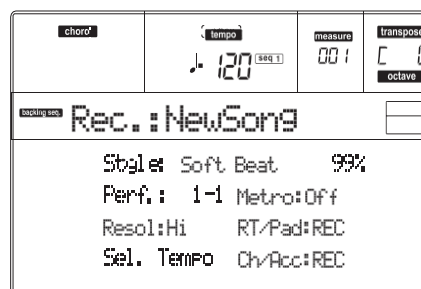 chord tempo measure transpose
♩- 120 seq 1 001 C
octave
backing seq. Rec.:NewSong
Style: Soft Beat 99%
Perf.: 1-1 Metro:Off
Resol:Hi RT/Pad:REC
Sel. Tempo Ch/Acc:REC